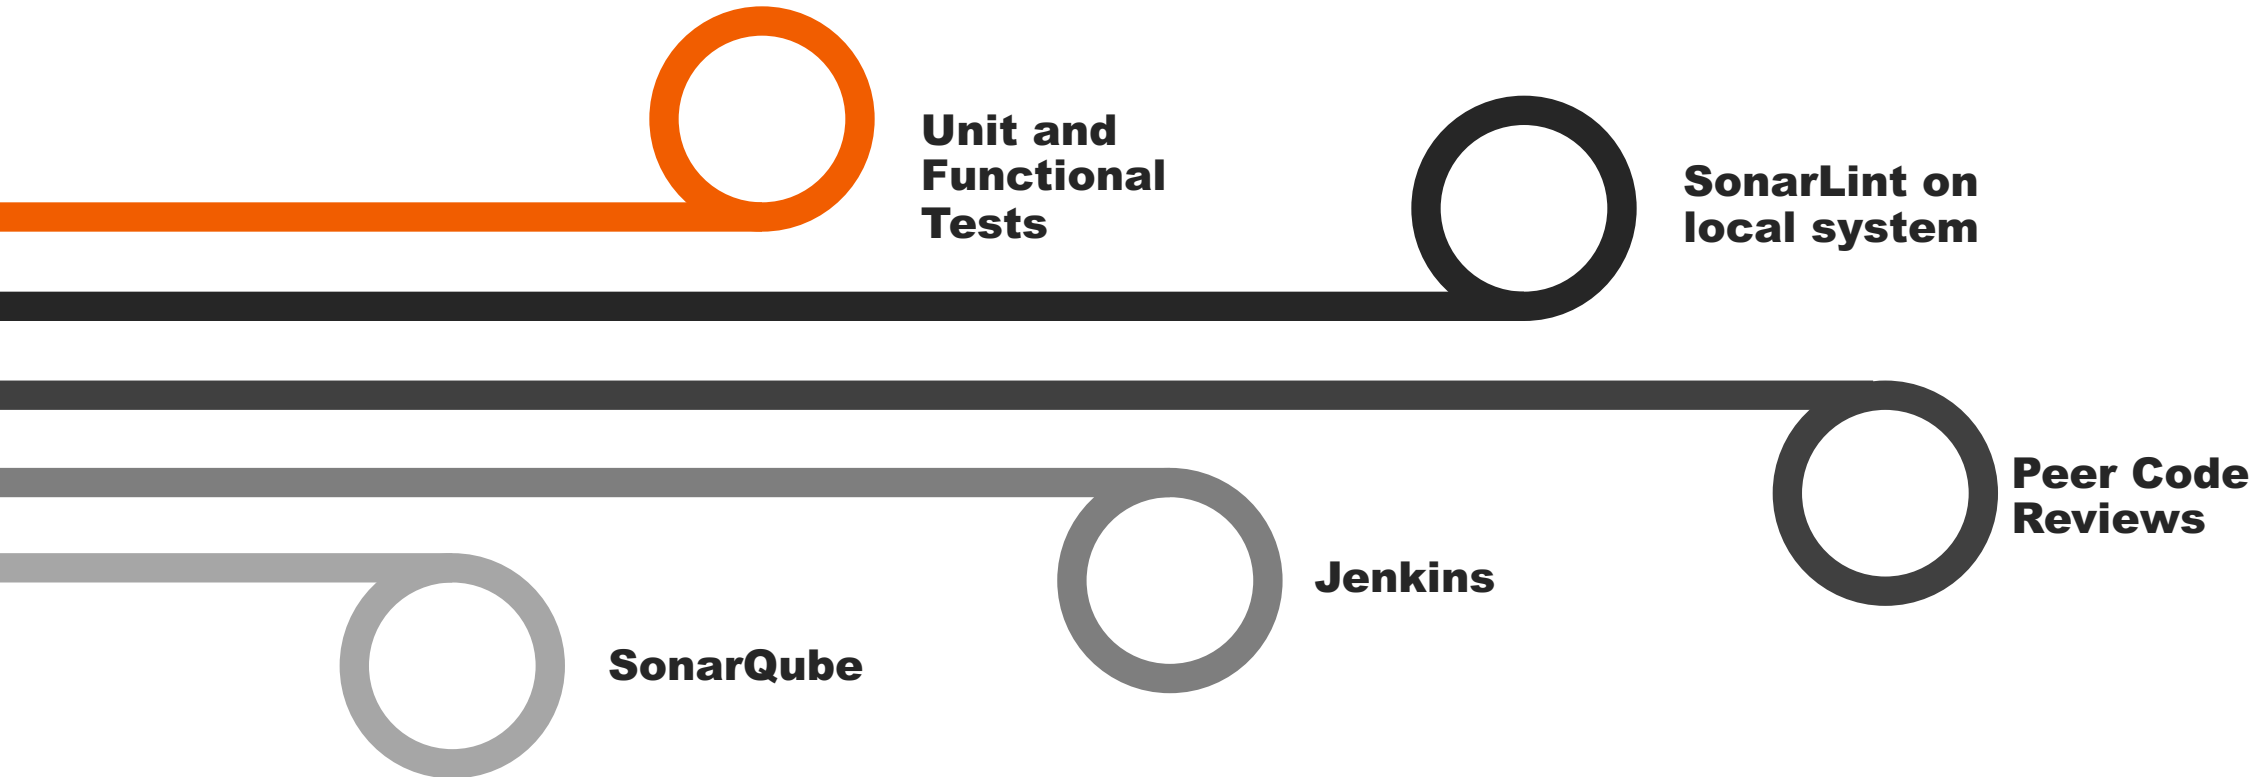 Unit and
Functional
Tests
SonarLint on
local system
Peer Code
Reviews
Jenkins
SonarQube